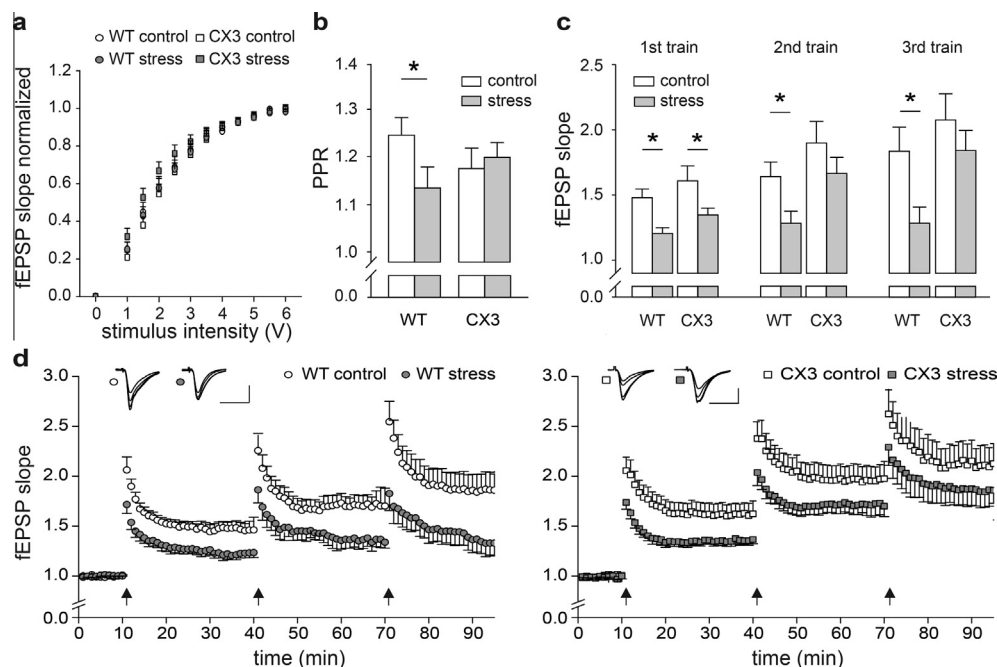 a
WT control CX3 control
WT stress CX3 stress
fEPSP slope normalized
1.2
1.0
0.8
0.6
0.4
0.2
0.0
0 1 2 3 4 5 6
stimulus intensity (V)
b
*
control
stress
PPR
1.4
1.3
1.2
1.1
1.0
0.0
WT CX3
c
1st train 2nd train 3rd train
control
stress
* * * *
fEPSP slope
2.5
2.0
1.5
1.0
0.0
WT CX3 WT CX3 WT CX3
d
WT control WT stress
fEPSP slope
3.0
2.5
2.0
1.5
1.0
0.0
0 10 20 30 40 50 60 70 80 90
time (min)
CX3 control CX3 stress
3.0
2.5
2.0
1.5
1.0
0.0
0 10 20 30 40 50 60 70 80 90
time (min)